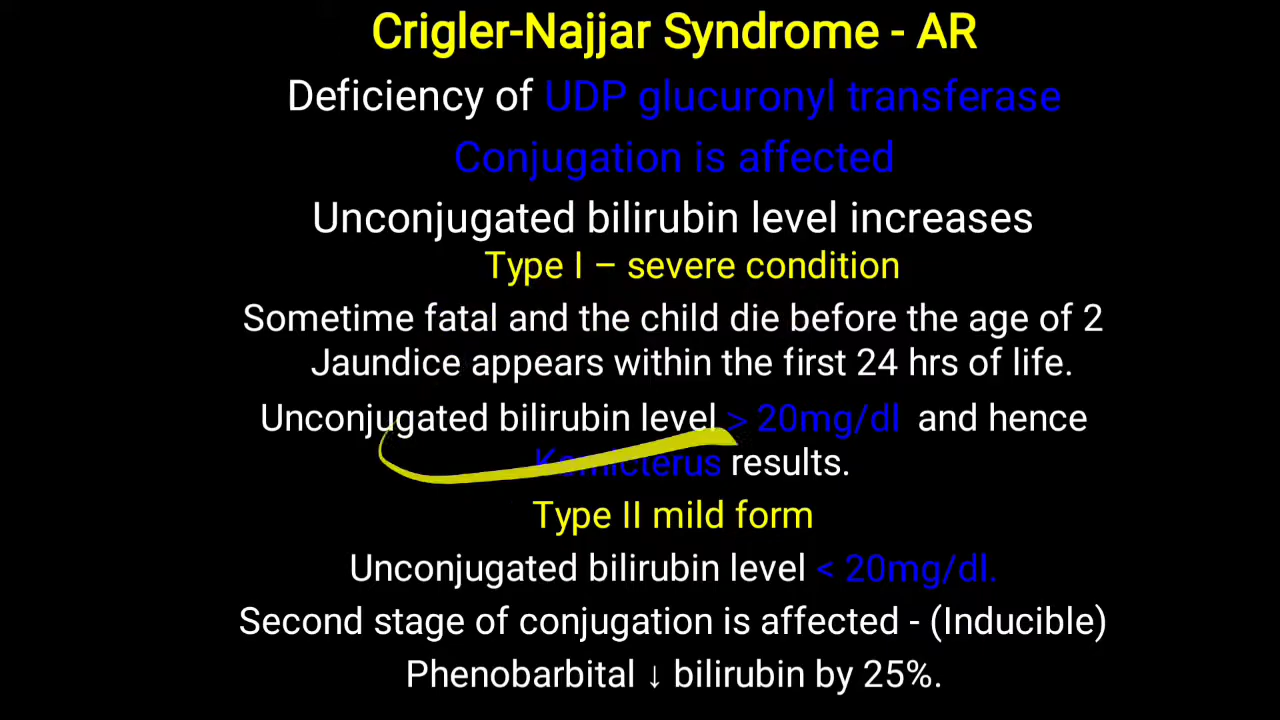 Crigler-Najjar Syndrome - AR
Deficiency of UDP glucuronyl transferase
Conjugation is affected
Unconjugated bilirubin level increases
Type I – severe condition
Sometime fatal and the child die before the age of 2
Jaundice appears within the first 24 hrs of life.
Unconjugated bilirubin level > 20mg/dl and hence
Kernicterus results.
Type II mild form
Unconjugated bilirubin level < 20mg/dl.
Second stage of conjugation is affected - (Inducible)
Phenobarbital ↓ bilirubin by 25%.